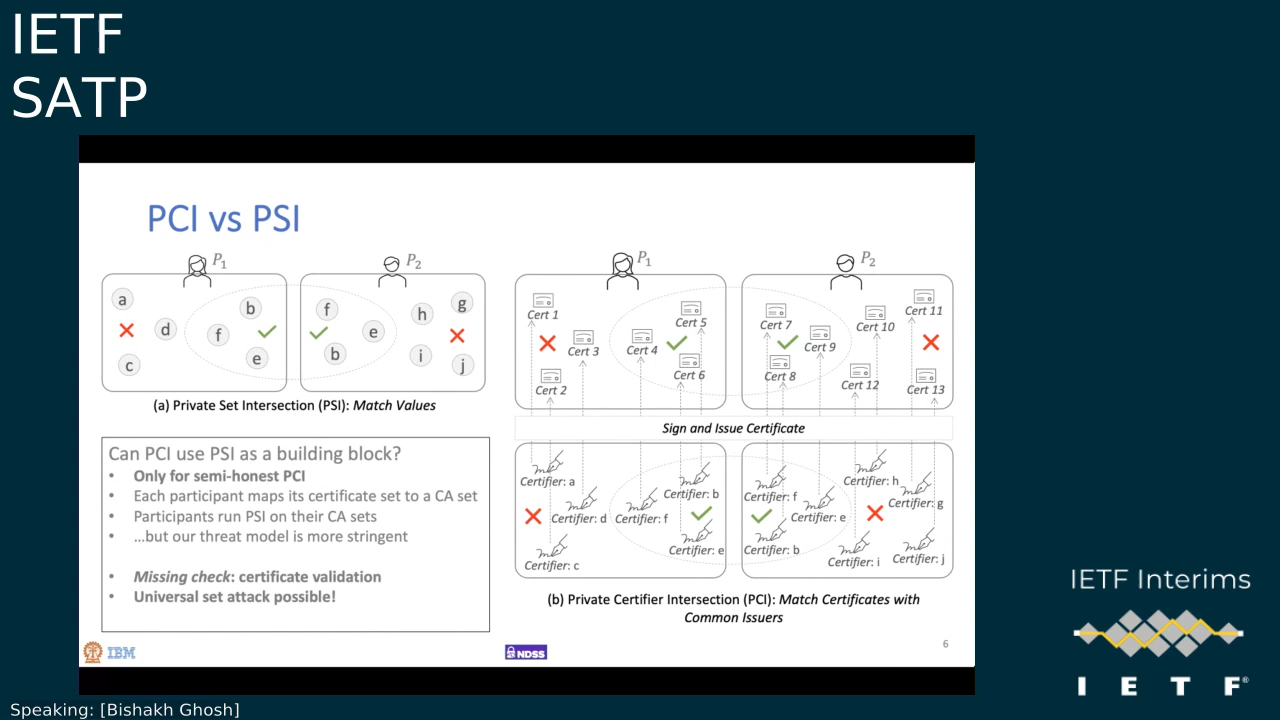 IETF
SATP
PCI vs PSI
P1
P2
a
b
c
d
e
f
f
e
b
h
g
i
j
(a) Private Set Intersection (PSI): Match Values
Can PCI use PSI as a building block?
• Only for semi-honest PCI
• Each participant maps its certificate set to a CA set
• Participants run PSI on their CA sets
• ...but our threat model is more stringent
• Missing check: certificate validation
• Universal set attack possible!
P1
P2
Cert 1
Cert 2
Cert 3
Cert 4
Cert 5
Cert 6
Cert 7
Cert 8
Cert 9
Cert 10
Cert 11
Cert 12
Cert 13
Sign and Issue Certificate
Certifier: a
Certifier: c
Certifier: d
Certifier: f
Certifier: b
Certifier: e
Certifier: f
Certifier: b
Certifier: e
Certifier: h
Certifier: g
Certifier: i
Certifier: j
(b) Private Certifier Intersection (PCI): Match Certificates with
Common Issuers
IBM
NDSS
6
IETF Interims
I E T F®
Speaking: [Bishakh Ghosh]